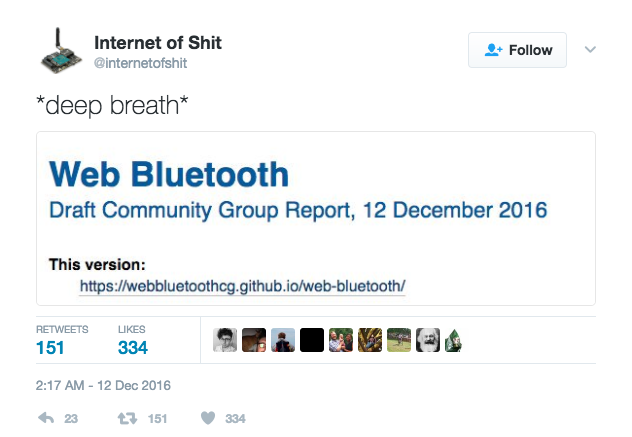 Internet of Shit
@internetofshit
Follow
*deep breath*
Web Bluetooth
Draft Community Group Report, 12 December 2016
This version:
https://webbluetoothcg.github.io/web-bluetooth/
RETWEETS LIKES
151 334
2:17 AM - 12 Dec 2016
23 151 334